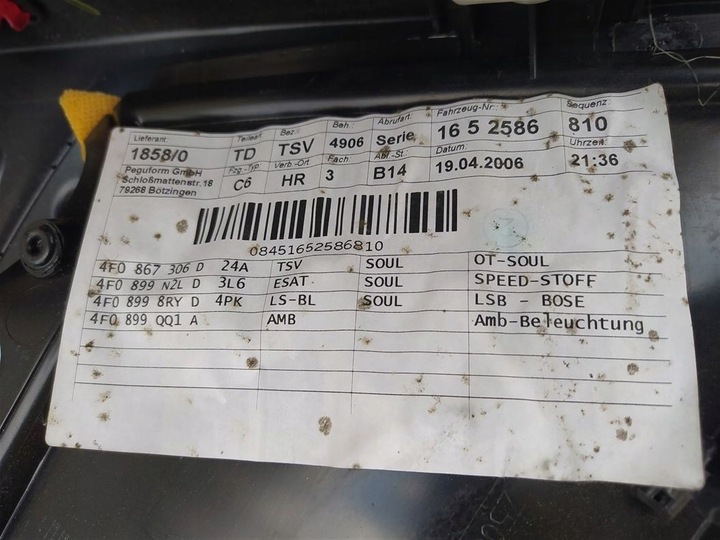 Lieferant Teileart Bez. Beh. Abrufart Fahrzeug-Nr.: Sequenz
1858/0 TD TSV 4906 Serie 16 5 2586 810
Peguform GmbH Fzg.-Typ Verb.-Ort Fach Abl-St. Datum: Uhrzeit:
Schloßmattenstr.18 C6 HR 3 B14 19.04.2006 21:36
79268 Bötzingen
08451652586810
4F0 867 306 D 24A TSV SOUL OT-SOUL
4F0 899 N2L D 3L6 ESAT SOUL SPEED-STOFF
4F0 899 8RY D 4PK LS-BL SOUL LSB - BOSE
4F0 899 QQ1 A AMB Amb-Beleuchtung